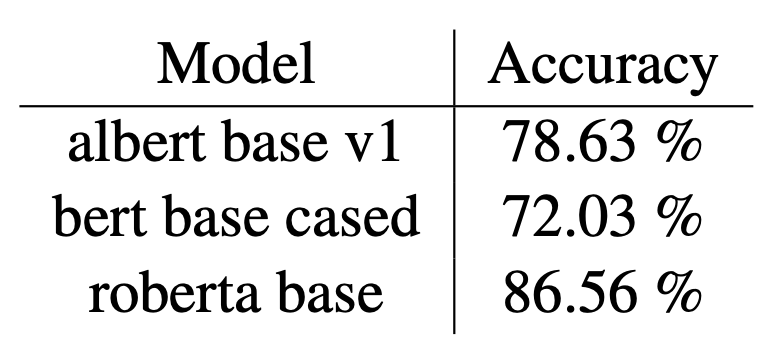 Model Accuracy
albert base v1 78.63 %
bert base cased 72.03 %
roberta base 86.56 %